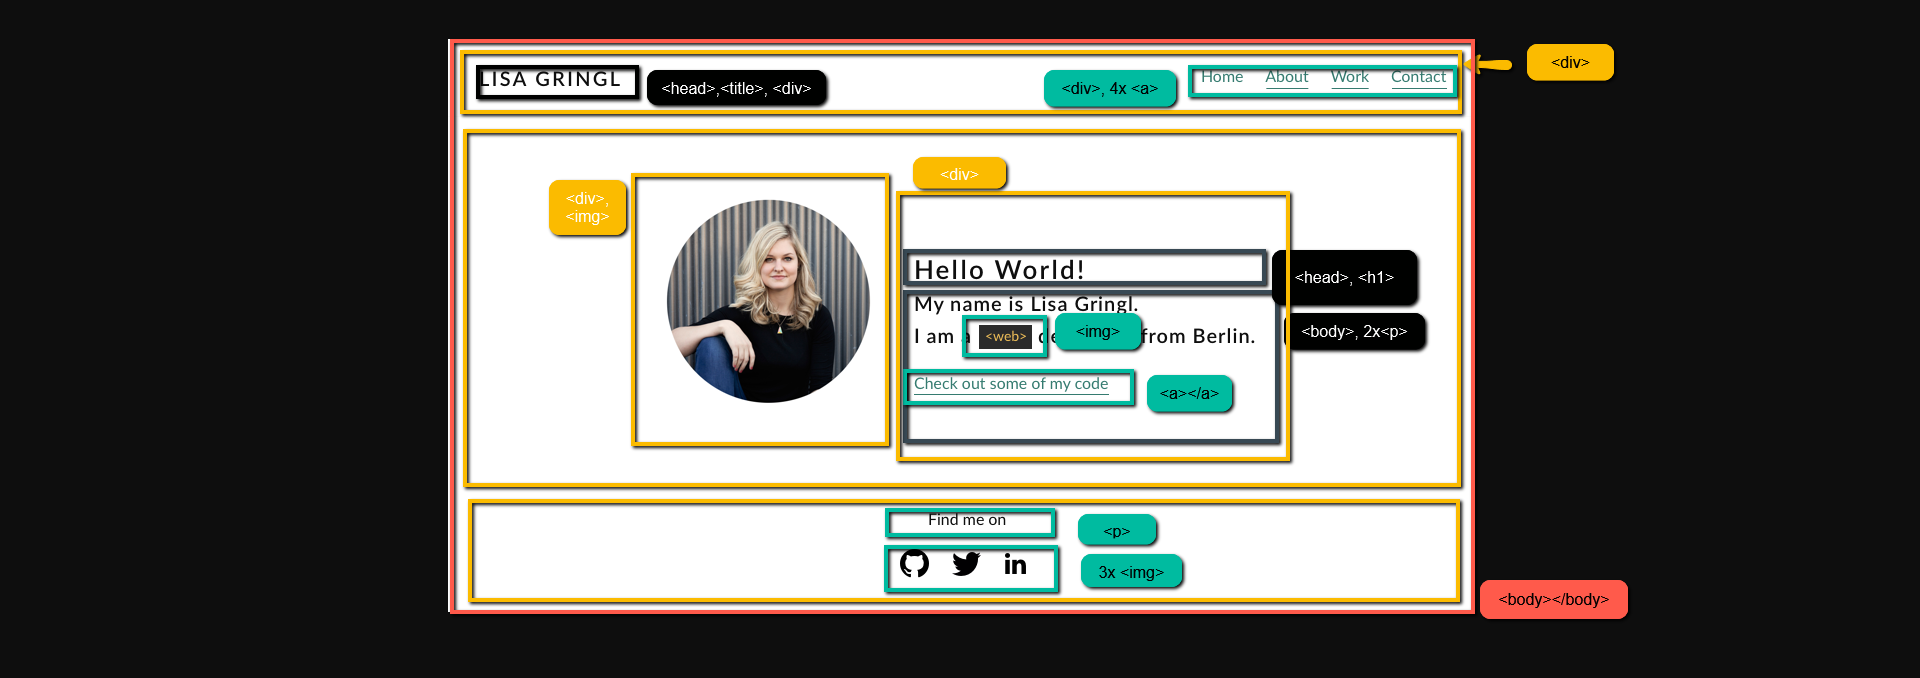 <div>
LISA GRINGL
<head>,<title>, <div>
<div>, 4x <a>
Home About Work Contact
<div>
<div>,
<img>
Hello World!
<head>, <h1>
My name is Lisa Gringl.
I am a <web> de
<img>
from Berlin.
<body>, 2x<p>
Check out some of my code
<a></a>
Find me on
<p>
in
3x <img>
<body></body>